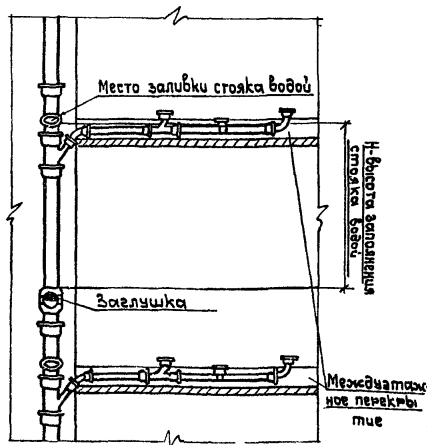 Место заливки стояка водой
Н-высота заполнения
стояка водой
Заглушка
Междуэтаж-
ное перекры
тие